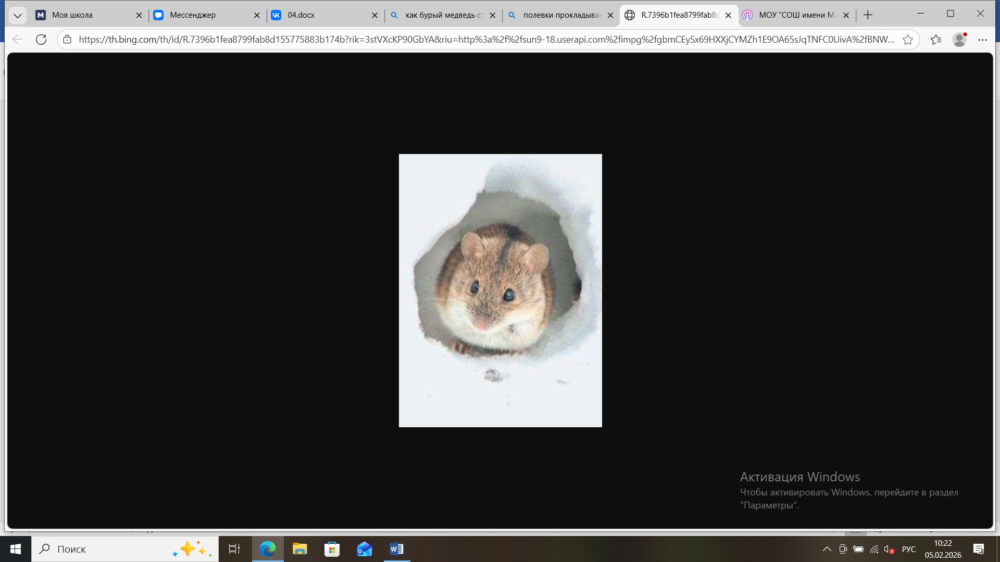 Моя школа
Мессенджер
04.docx
как бурый медведь ст
полевки прокладыван
R.7396b1fea8799fab8d
МОУ "СОШ имени М.
https://th.bing.com/th/id/R.7396b1fea8799fab8d155775883b174b?rik=3stVXcKP90GbYA&riu=http%3a%2f%2fsun9-18.userapi.com%2fimpg%2fgbmCEySx69HXXjCYMZh1E9OA65sJqTNFC0UivA%2fBNW...
Активация Windows
Чтобы активировать Windows, перейдите в раздел
"Параметры".
Поиск
РУС
10:22
05.02.2026